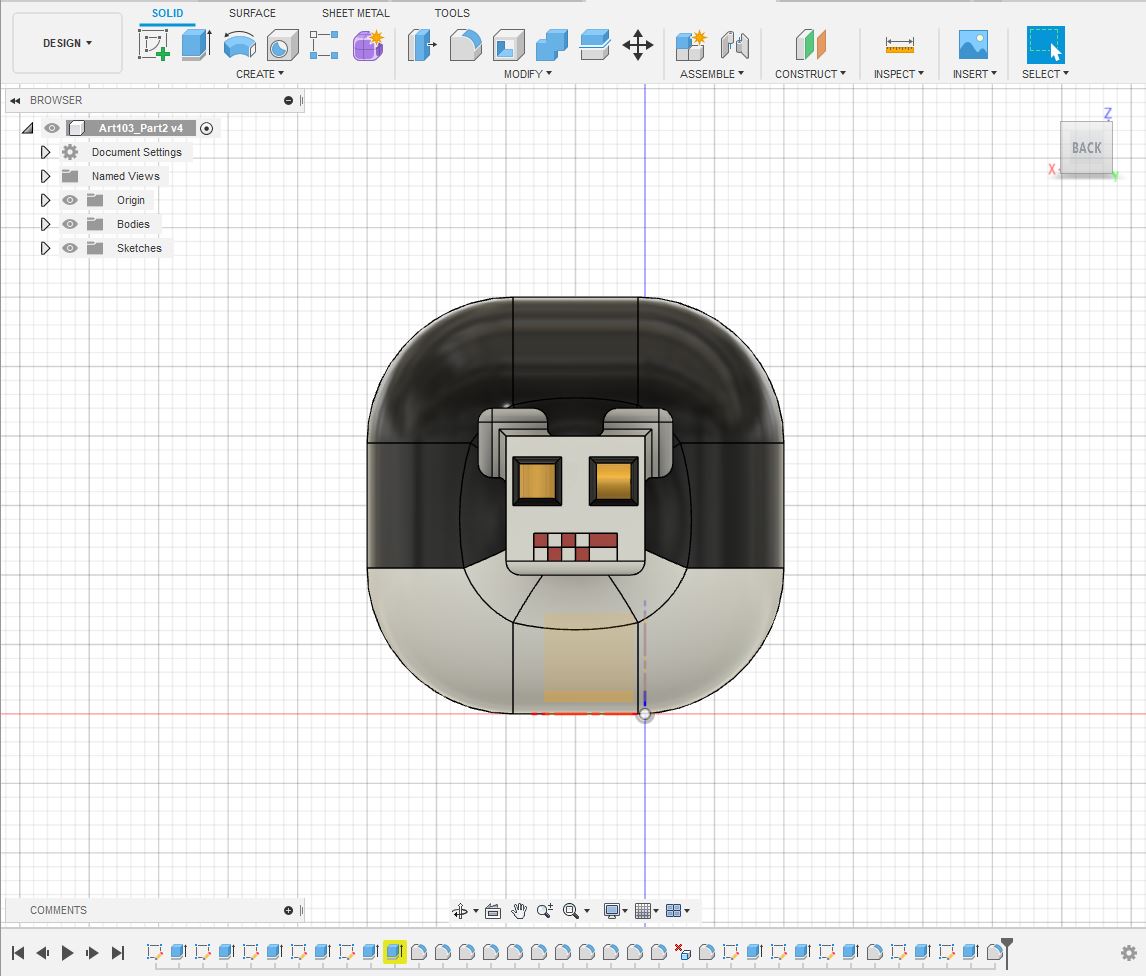 SOLID SURFACE SHEET METAL TOOLS
DESIGN
CREATE MODIFY ASSEMBLE CONSTRUCT INSPECT INSERT SELECT
BROWSER
Art103_Part2 v4
Document Settings
Named Views
Origin
Bodies
Sketches
Z
BACK
X
Y
COMMENTS